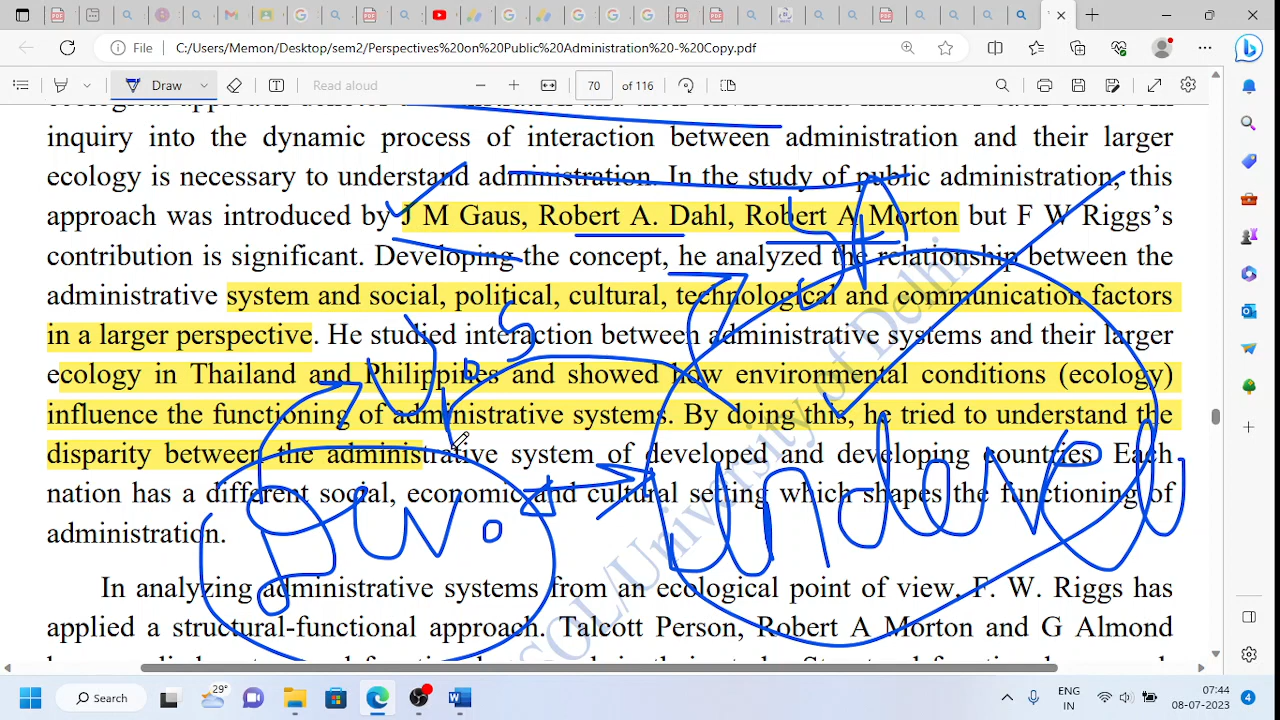 File
C:/Users/Memon/Desktop/sem2/Perspectives%20on%20Public%20Administration%20-%20Copy.pdf
Draw
Read aloud
70 of 116
inquiry into the dynamic process of interaction between administration and their larger
ecology is necessary to understand administration. In the study of public administration, this
approach was introduced by J M Gaus, Robert A. Dahl, Robert A Morton but F W Riggs's
contribution is significant. Developing the concept, he analyzed the relationship between the
administrative system and social, political, cultural, technological and communication factors
in a larger perspective. He studied interaction between administrative systems and their larger
ecology in Thailand and Philippines and showed how environmental conditions (ecology)
influence the functioning of administrative systems. By doing this, he tried to understand the
disparity between the administrative system of developed and developing countries. Each
nation has a different social, economic and cultural setting which shapes the functioning of
administration.
In analyzing administrative systems from an ecological point of view, F. W. Riggs has
applied a structural-functional approach. Talcott Person, Robert A Morton and G Almond
SOL/University of Delhi
Search
29°
ENG
IN
07:44
08-07-2023
4